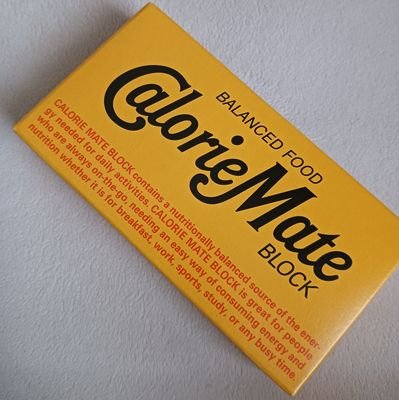 BALANCED FOOD
CalorieMate
BLOCK
CALORIE MATE BLOCK contains a nutritionally balanced source of the ener-
gy needed for daily activities. CALORIE MATE BLOCK is great for people
who are always on-the-go, needing an easy way of consuming energy and
nutrition whether it is for breakfast, work, sports, study, or any busy time.